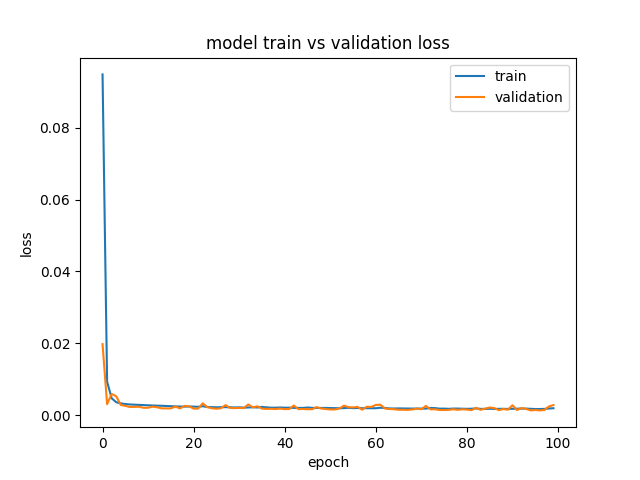 model train vs validation loss
train
validation
loss
0.08
0.06
0.04
0.02
0.00
0 20 40 60 80 100
epoch